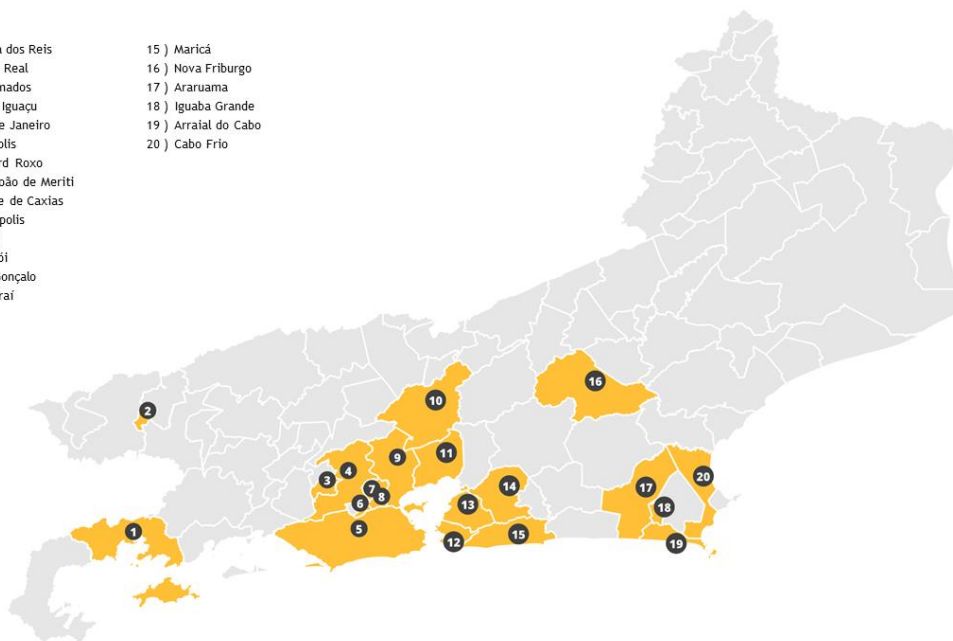 dos Reis
Real
mados
Iguaçu
e Janeiro
olis
rd Roxo
oão de Meriti
e de Caxias
polis
ói
onçalo
raí
15 ) Maricá
16 ) Nova Friburgo
17 ) Araruama
18 ) Iguaba Grande
19 ) Arraial do Cabo
20 ) Cabo Frio
16
10
2
11
9
4
3
20
14
17
7
8
6
13
18
5
1
15
12
19